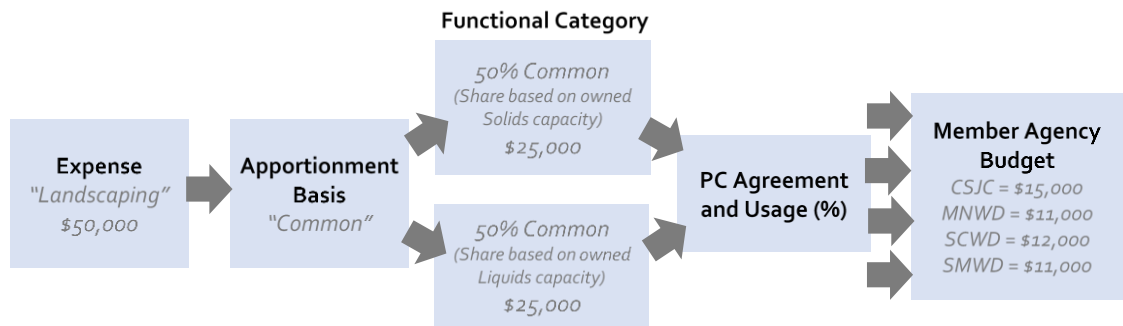 Functional Category
Expense
“Landscaping”
$50,000
Apportionment
Basis
“Common”
50% Common
(Share based on owned
Solids capacity)
$25,000
50% Common
(Share based on owned
Liquids capacity)
$25,000
PC Agreement
and Usage (%)
Member Agency
Budget
CSJC = $15,000
MNWD = $11,000
SCWD = $12,000
SMWD = $11,000